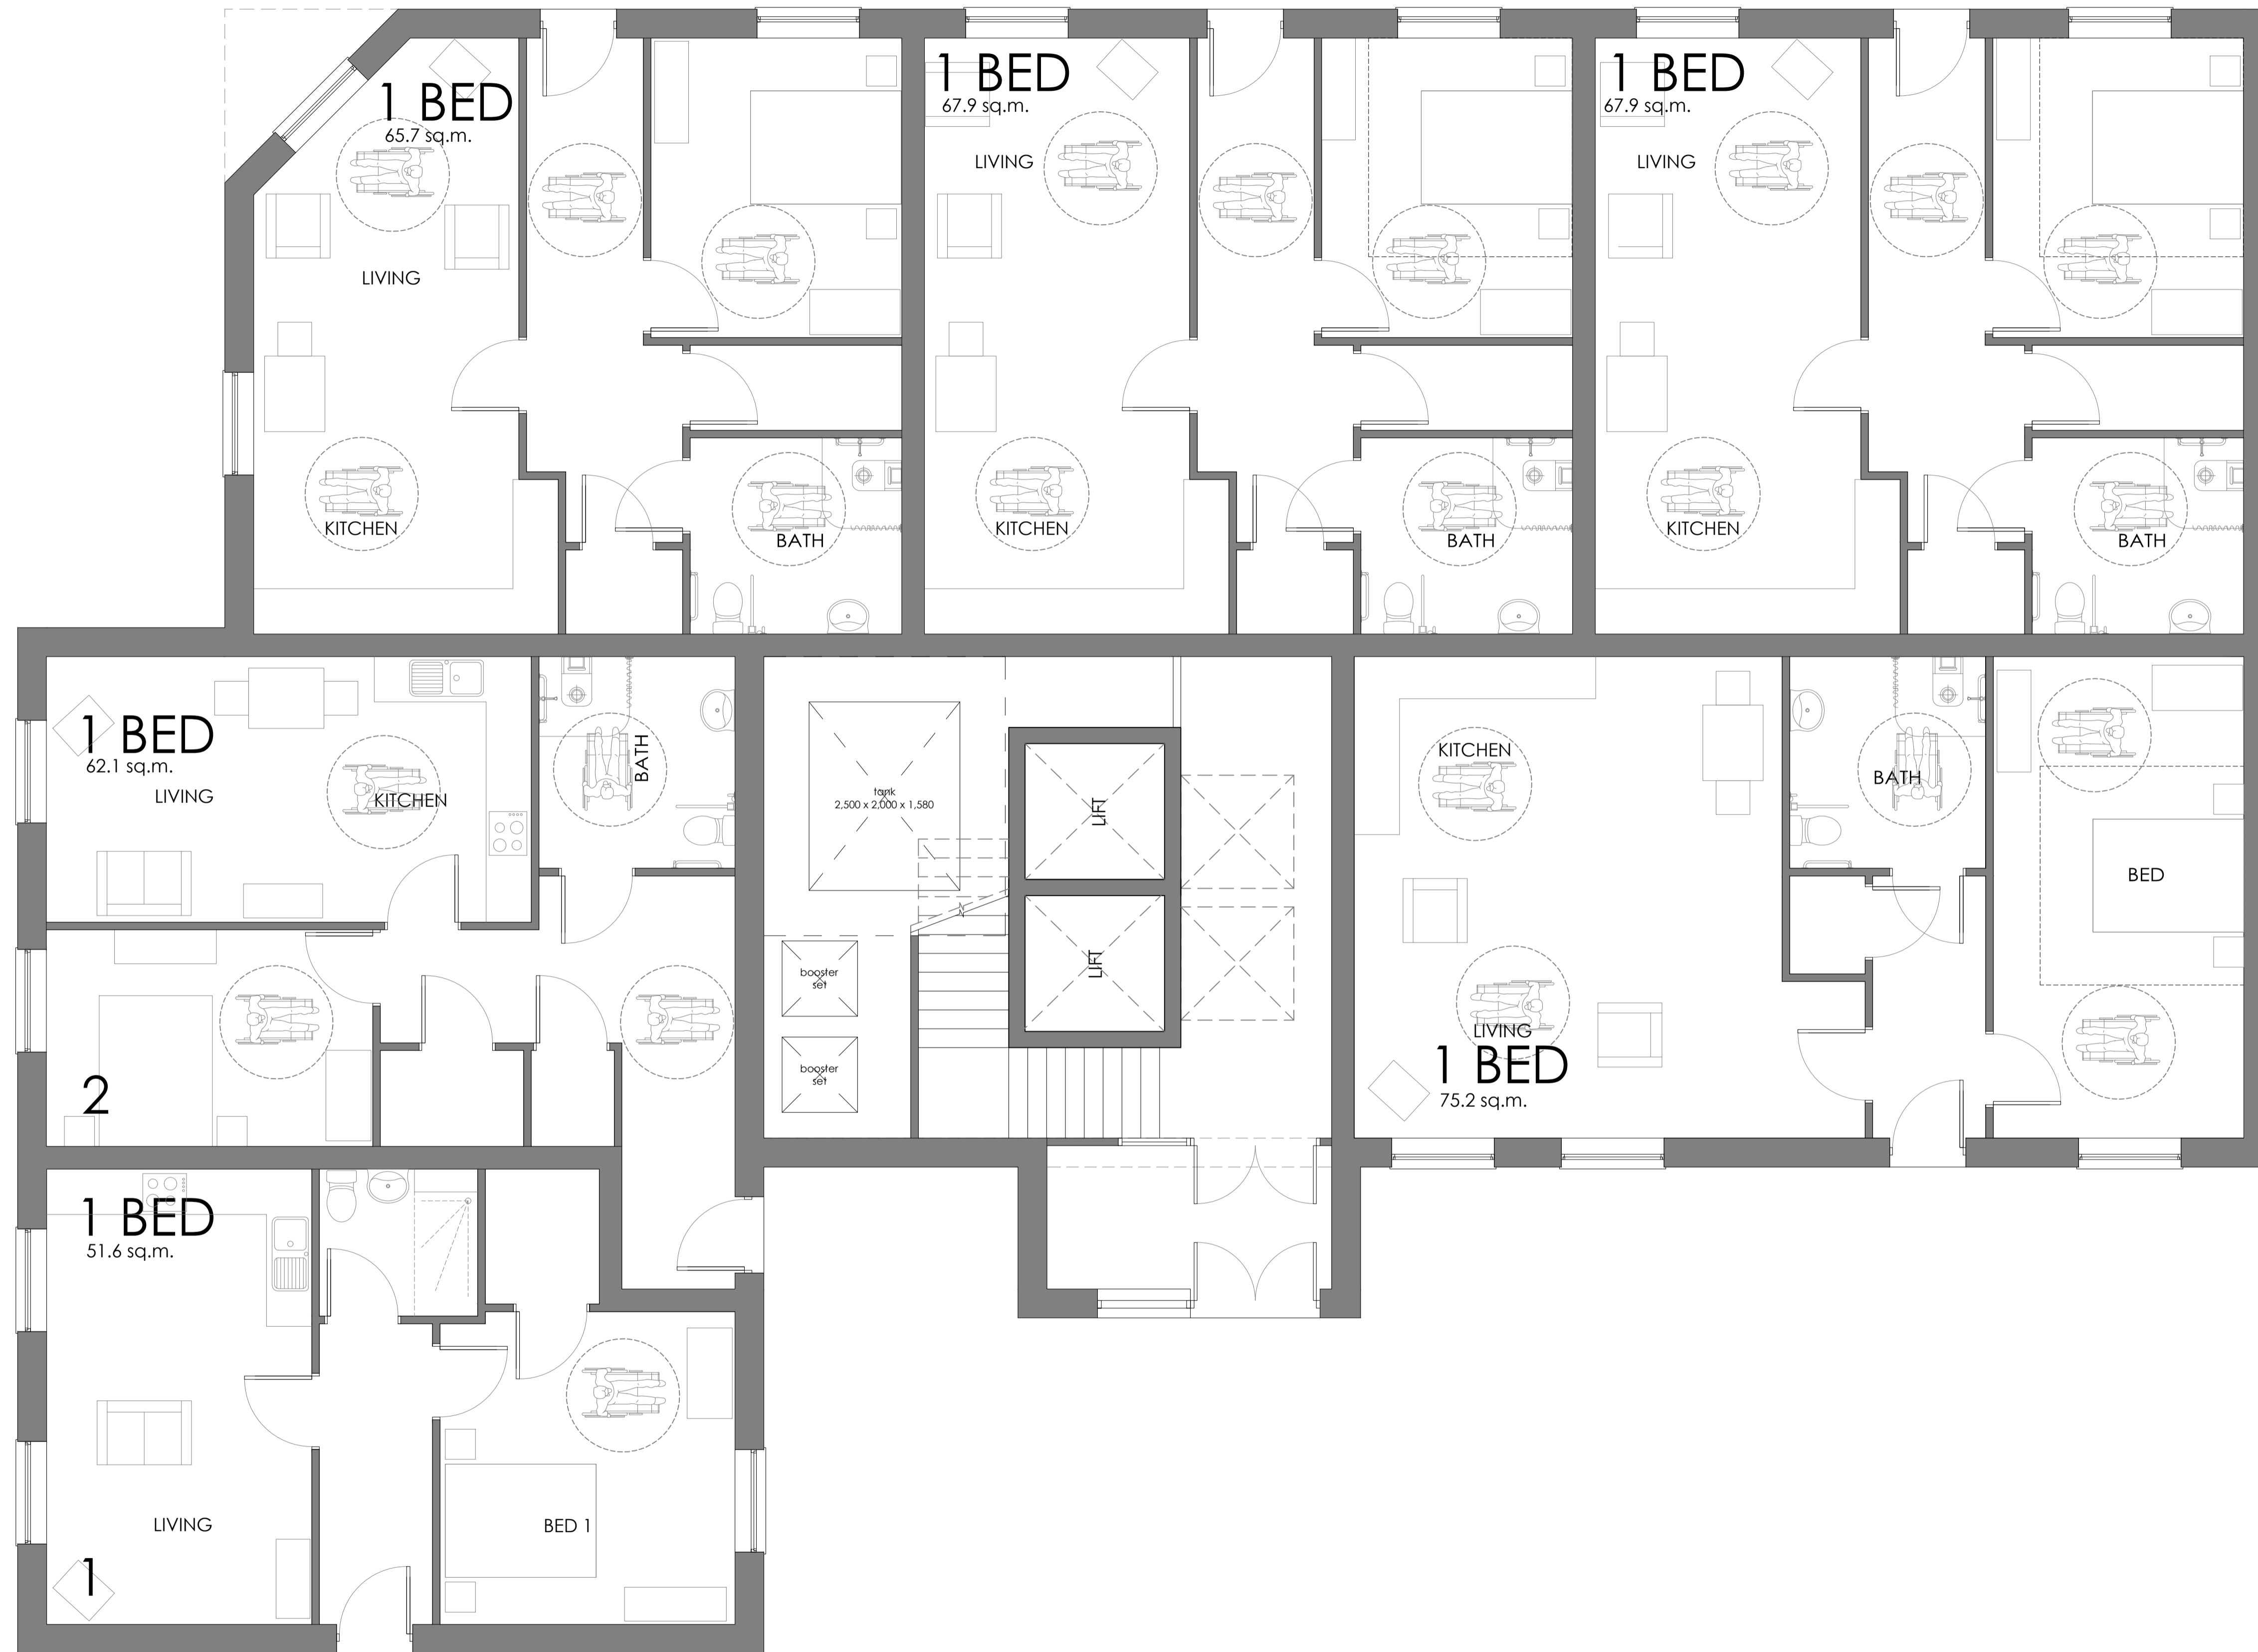 1 BED
65.7 sq.m.
LIVING
KITCHEN
BATH
1 BED
67.9 sq.m.
LIVING
KITCHEN
BATH
1 BED
67.9 sq.m.
LIVING
KITCHEN
BATH
1 BED
62.1 sq.m.
LIVING
KITCHEN
BATH
2
tank
2,500 x 2,000 x 1,580
booster
set
booster
set
LIFT
LIFT
KITCHEN
BATH
BED
LIVING
1 BED
75.2 sq.m.
1 BED
51.6 sq.m.
LIVING
BED 1
1